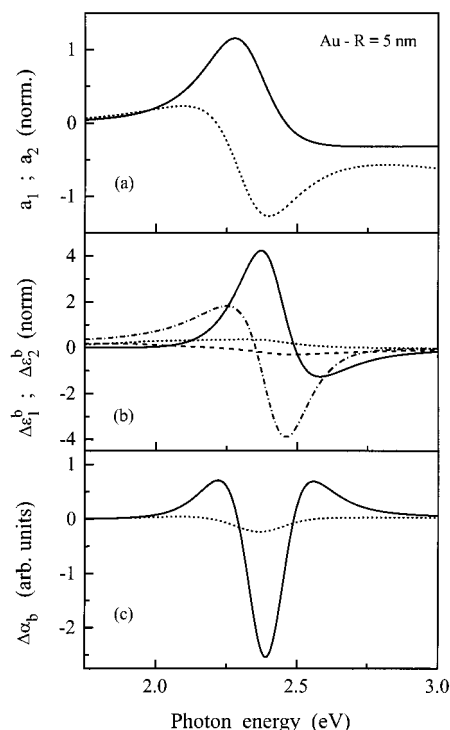 Au - R = 5 nm
1
0
-1
a₁ ; a₂ (norm.)
(a)
4
2
0
-2
-4
Δε₁ᵇ ; Δε₂ᵇ (norm)
(b)
1
0
-1
-2
Δα_b (arb. units)
(c)
2.0 2.5 3.0
Photon energy (eV)